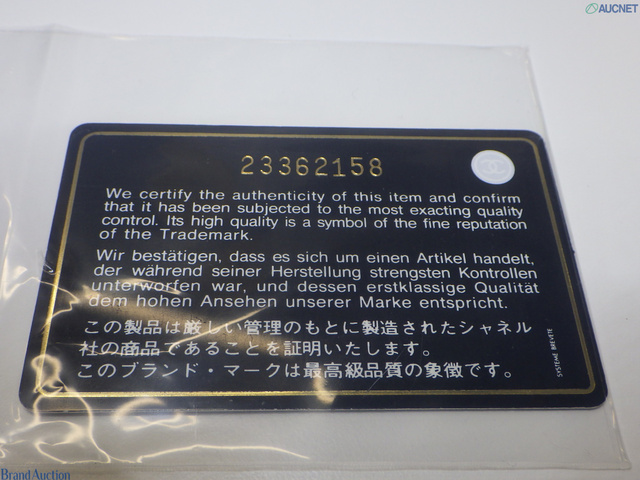 AUCNET
23362158
We certify the authenticity of this item and confirm
that it has been subjected to the most exacting quality
control. Its high quality is a symbol of the fine reputation
of the Trademark.
Wir bestätigen, dass es sich um einen Artikel handelt,
der während seiner Herstellung strengsten Kontrollen
unterworfen war, und dessen erstklassige Qualität
dem hohen Ansehen unserer Marke entspricht.
この製品は厳しい管理のもとに製造されたシャネル
社の商品であることを証明いたします。
このブランド・マークは最高級品質の象徴です。
SYSTEME BREVETE
Brand Auction